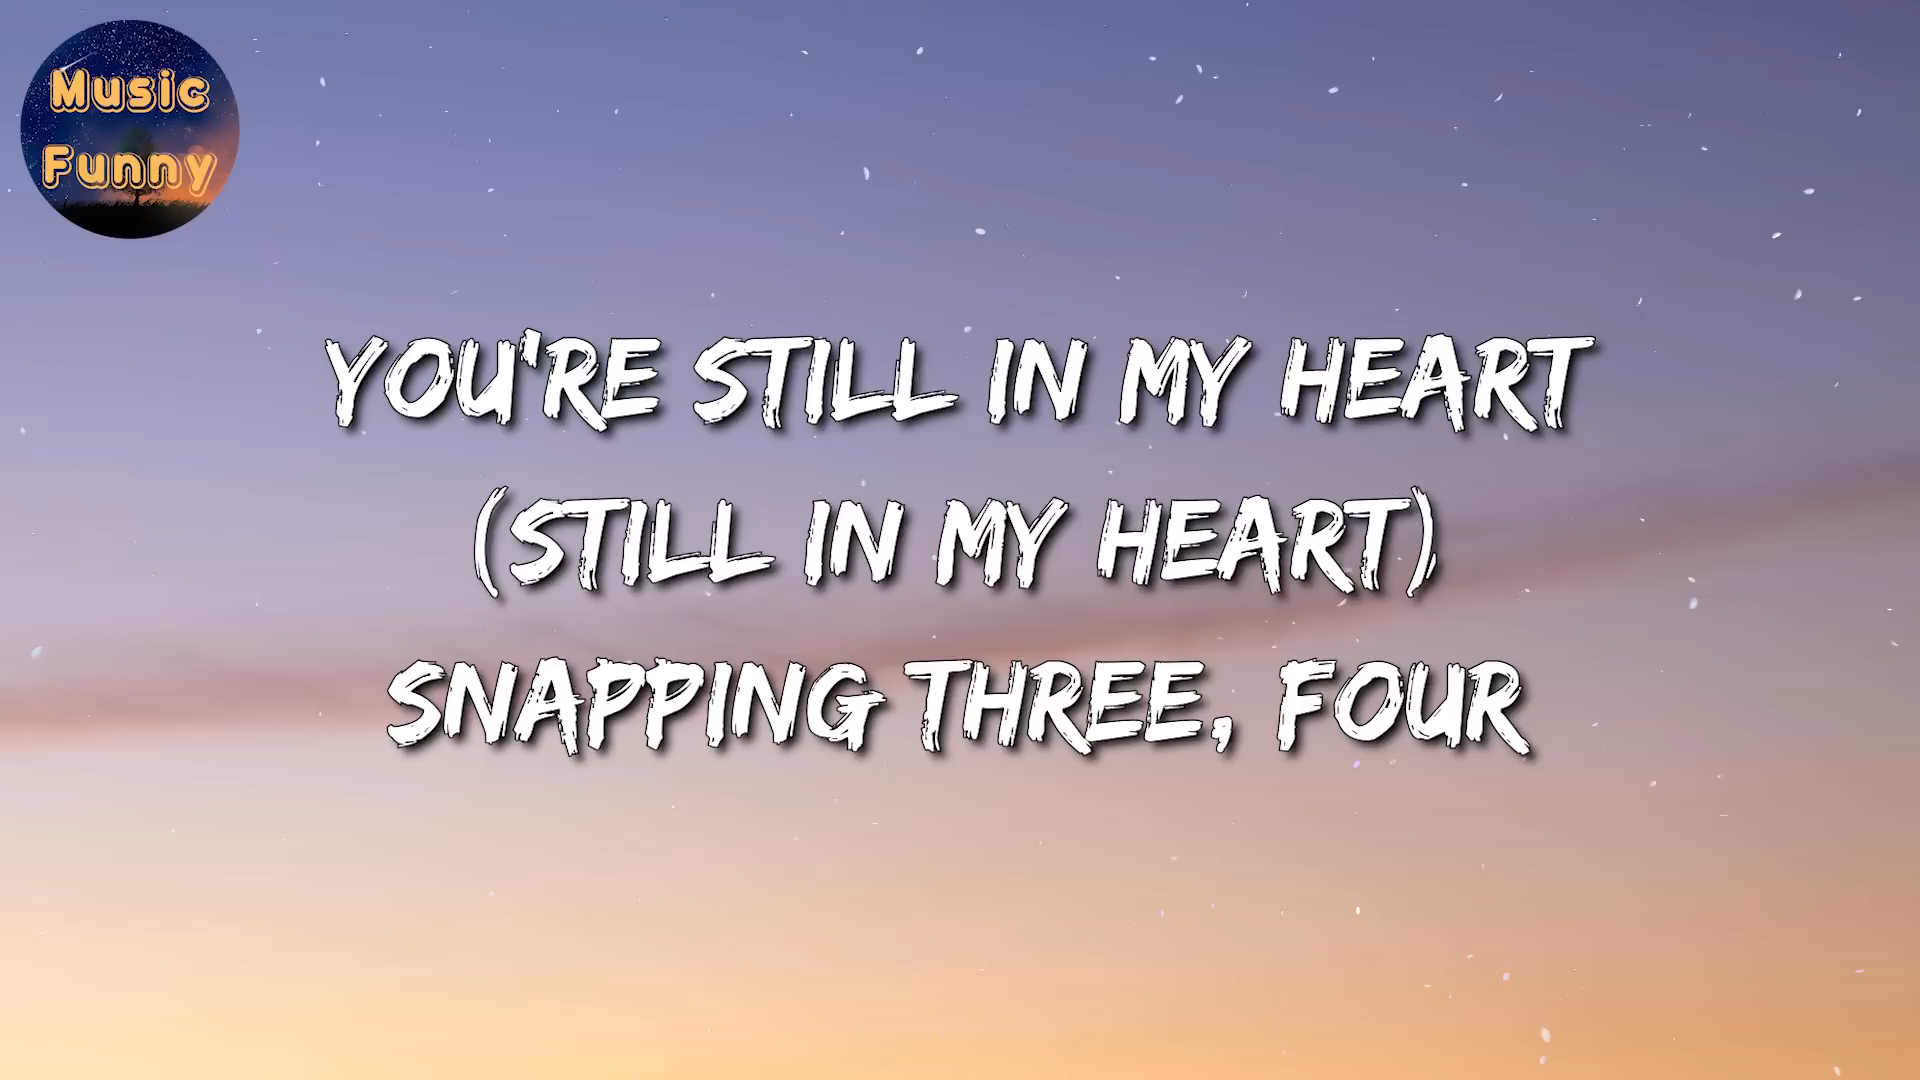 Music
Funny
YOU'RE STILL IN MY HEART
(STILL IN MY HEART)
SNAPPING THREE, FOUR